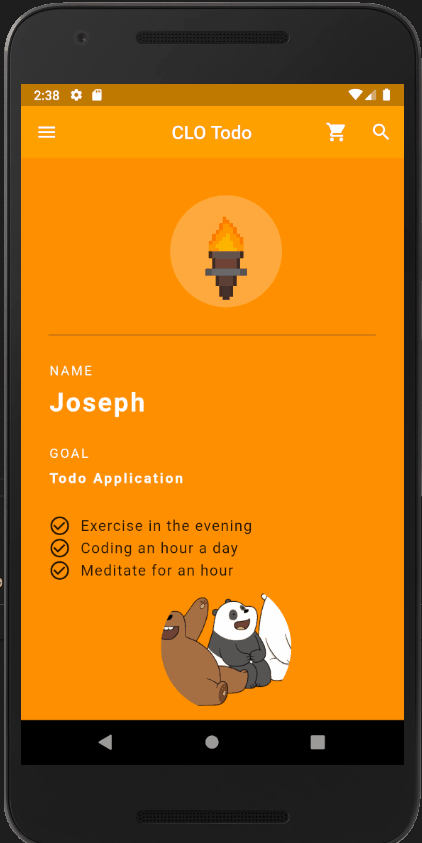 2:38
CLO Todo
NAME
Joseph
GOAL
Todo Application
Exercise in the evening
Coding an hour a day
Meditate for an hour